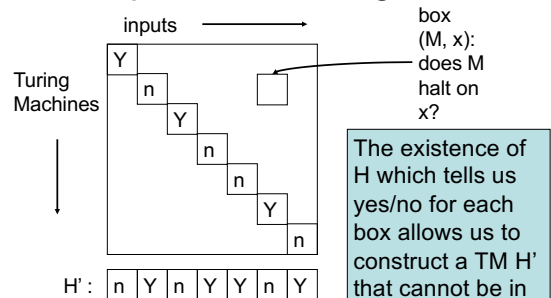 inputs
box
(M, x):
does M
halt on
x?
Turing
Machines
Y
n
Y
n
n
Y
n
The existence of
H which tells us
yes/no for each
box allows us to
construct a TM H'
that cannot be in
H' : n Y n Y Y n Y